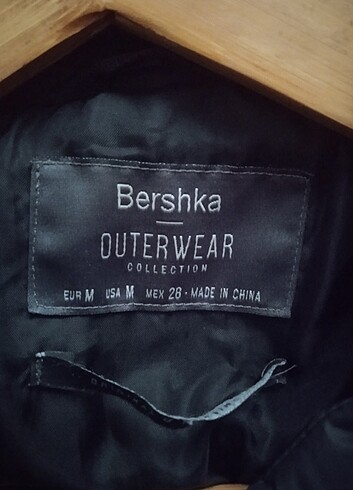 Bershka
OUTERWEAR
COLLECTION
EUR M USA M MEX 28 · MADE IN CHINA